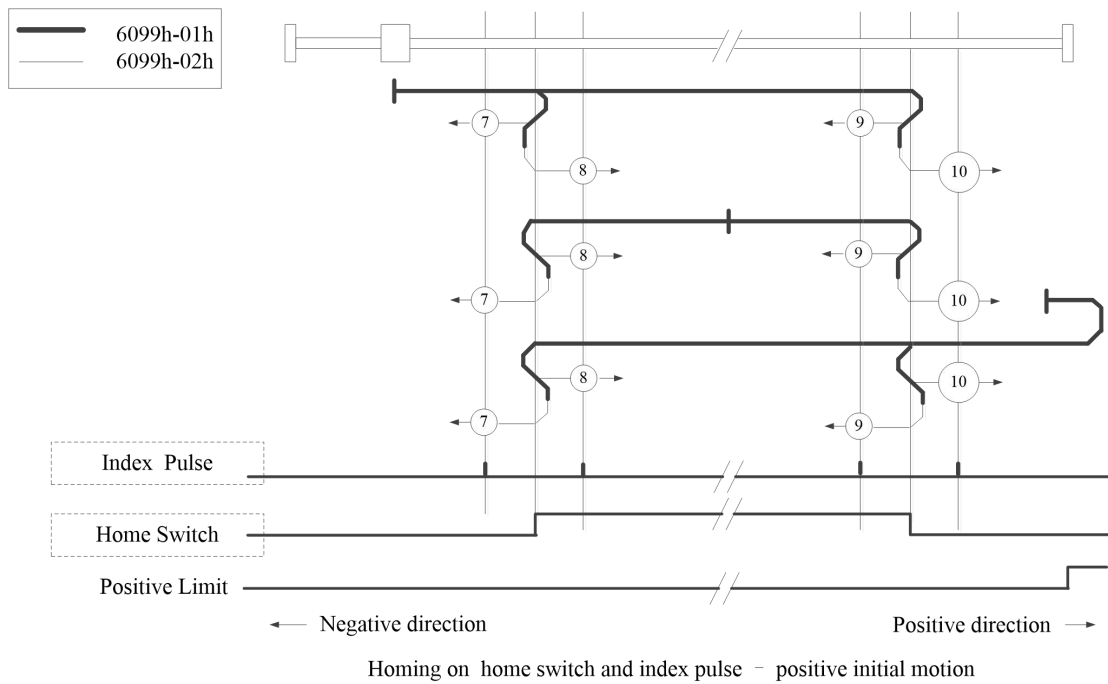 6099h-01h
6099h-02h
7
9
8
10
8
9
7
10
8
10
7
9
Index Pulse
Home Switch
Positive Limit
Negative direction
Positive direction
Homing on home switch and index pulse - positive initial motion